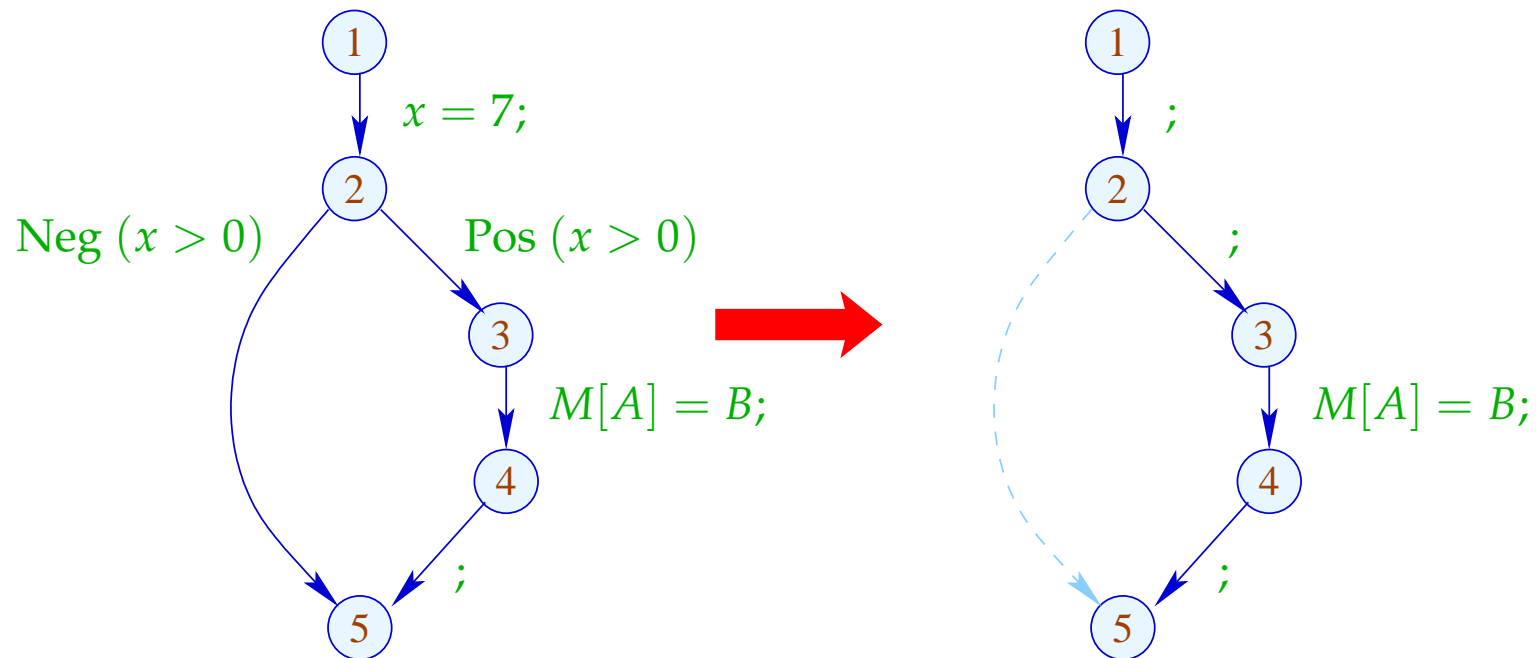 1
1
x = 7;
;
2
2
Neg (x > 0)
Pos (x > 0)
;
3
3
M[A] = B;
M[A] = B;
4
4
;
;
5
5